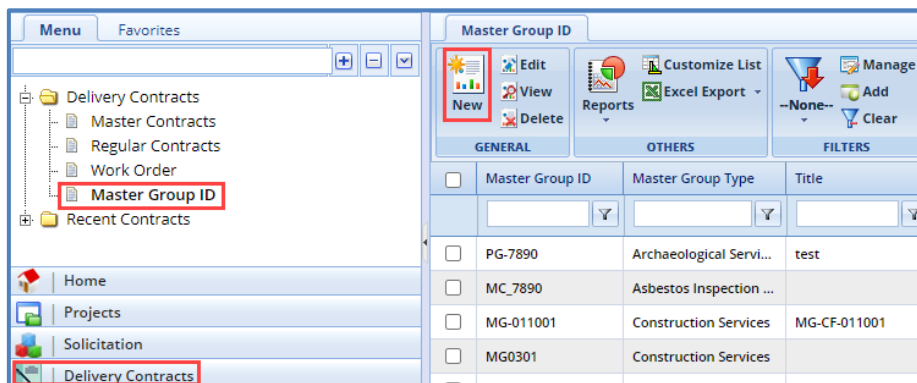 Menu Favorites
Delivery Contracts
Master Contracts
Regular Contracts
Work Order
Master Group ID
Recent Contracts
Home
Projects
Solicitation
Delivery Contracts
Master Group ID
New
Edit
View
Delete
GENERAL
Reports
Customize List
Excel Export
OTHERS
--None--
Manage
Add
Clear
FILTERS
Master Group ID Master Group Type Title
PG-7890 Archaeological Servi... test
MC_7890 Asbestos Inspection ...
MG-011001 Construction Services MG-CF-011001
MG0301 Construction Services